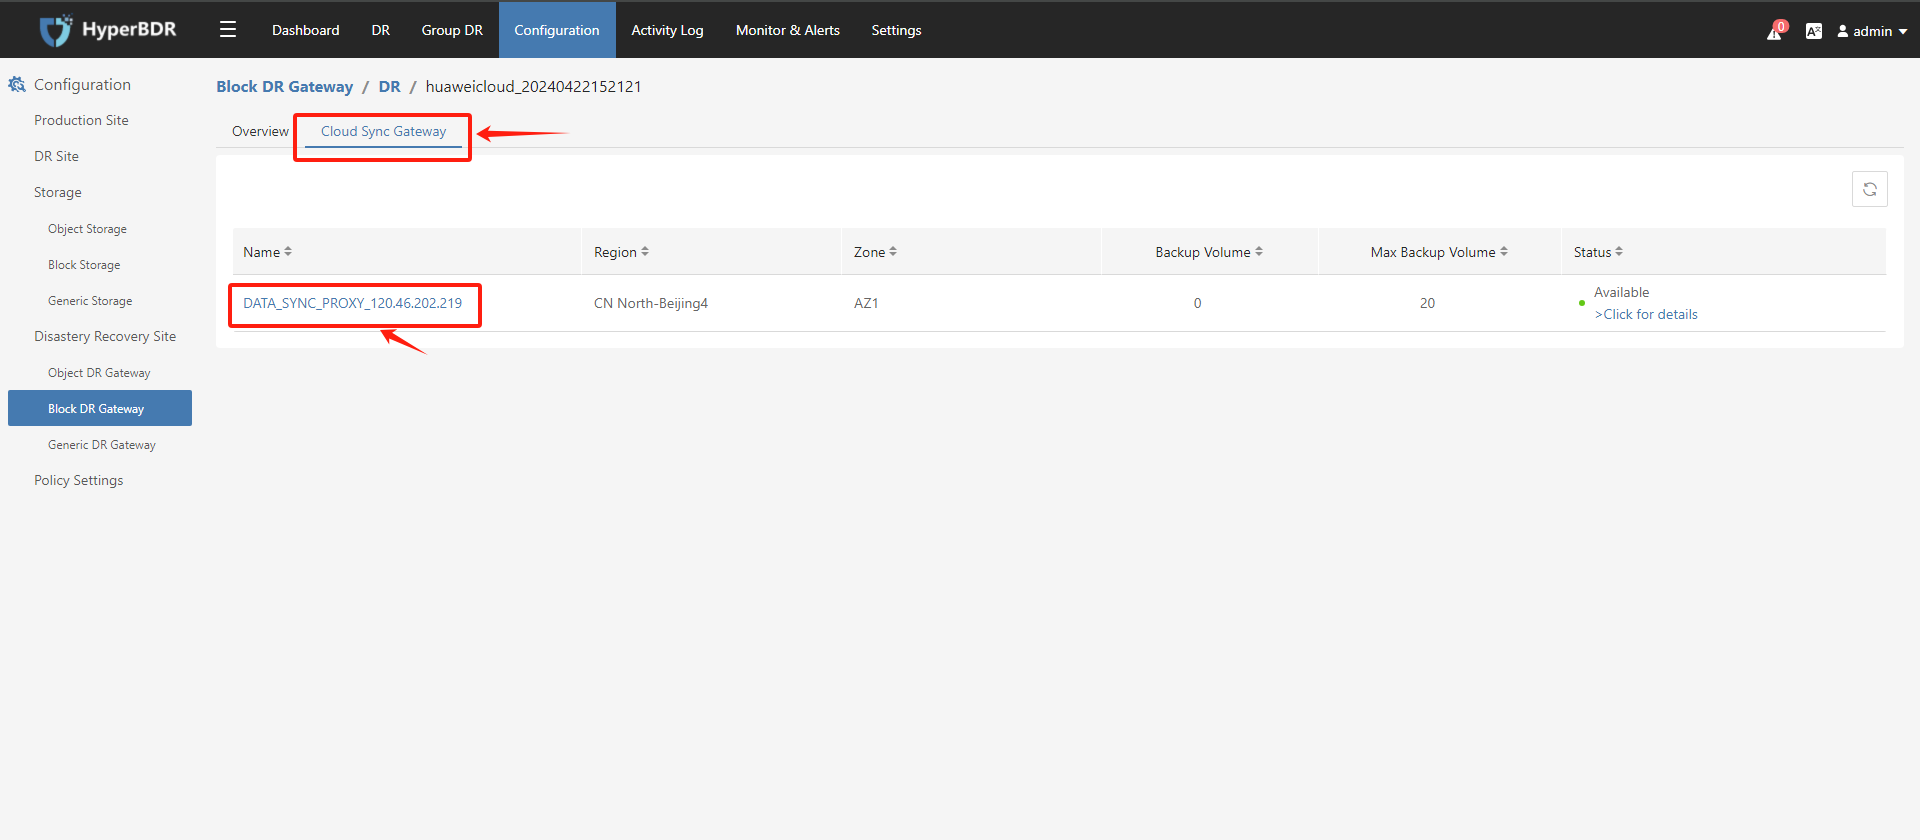 HyperBDR
Dashboard
DR
Group DR
Configuration
Activity Log
Monitor & Alerts
Settings
0
admin
Configuration
Production Site
DR Site
Storage
Object Storage
Block Storage
Generic Storage
Disastery Recovery Site
Object DR Gateway
Block DR Gateway
Generic DR Gateway
Policy Settings
Block DR Gateway / DR / huaweicloud_20240422152121
Overview
Cloud Sync Gateway
Name Region Zone Backup Volume Max Backup Volume Status
DATA_SYNC_PROXY_120.46.202.219 CN North-Beijing4 AZ1 0 20 Available
>Click for details